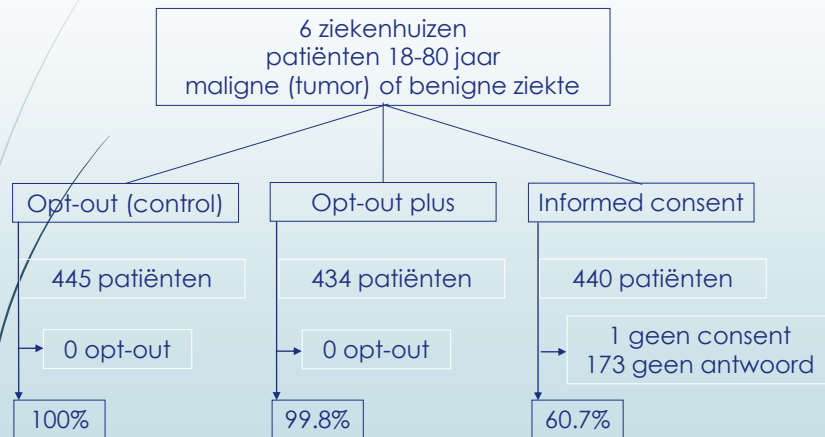 6 ziekenhuizen
patiënten 18-80 jaar
maligne (tumor) of benigne ziekte
Opt-out (control)
Opt-out plus
Informed consent
445 patiënten
434 patiënten
440 patiënten
0 opt-out
0 opt-out
1 geen consent
173 geen antwoord
100%
99.8%
60.7%